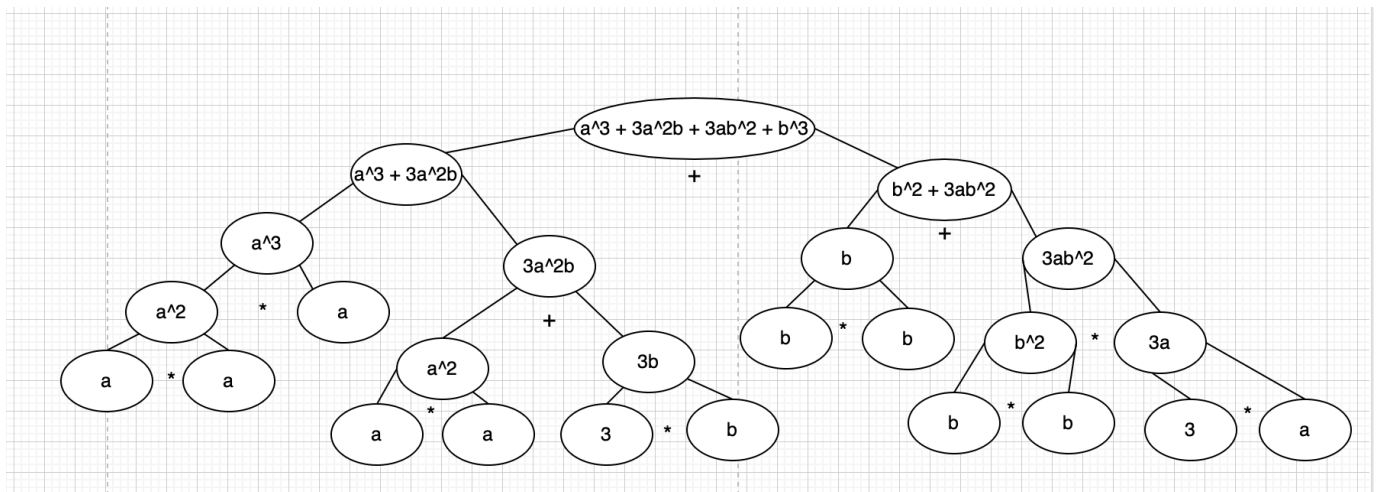 a^3 + 3a^2b + 3ab^2 + b^3
a^3 + 3a^2b
+
b^2 + 3ab^2
a^3
+
b
3ab^2
3a^2b
a^2
*
a
+
b
*
b
b^2
*
3a
a
*
a
a^2
3b
a
*
a
3
*
b
b
*
b
3
*
a